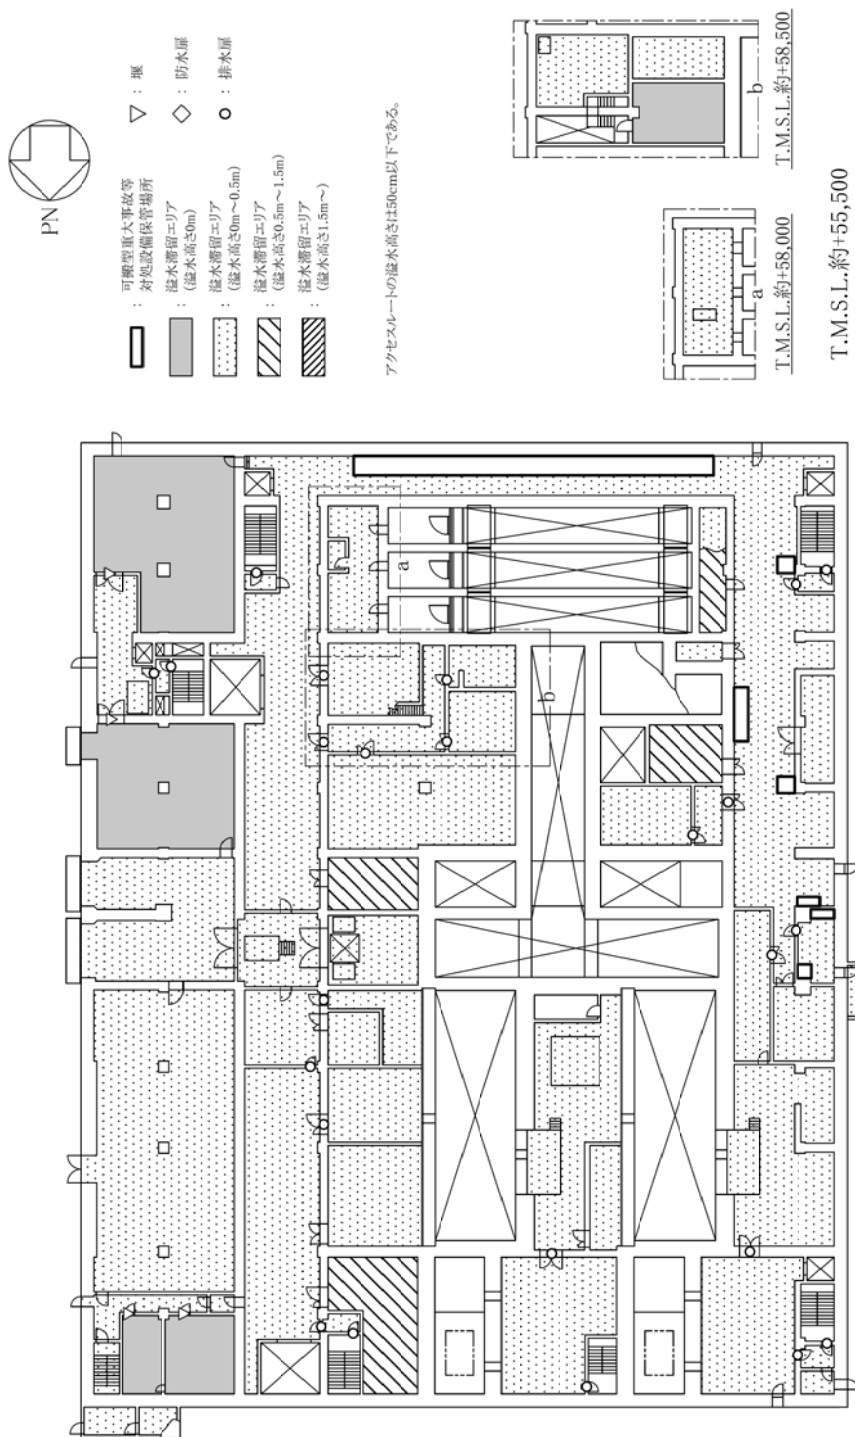 PN
▽ : 堰
◇ : 防水扉
○ : 排水扉
: 可搬型重大事故等
対処設備保管場所
: 溢水滞留エリア
(溢水高さ0m)
: 溢水滞留エリア
(溢水高さ0m~0.5m)
: 溢水滞留エリア
(溢水高さ0.5m~1.5m)
: 溢水滞留エリア
(溢水高さ1.5m~)
アクセスルートの溢水高さは50cm以下である。
b
T.M.S.L.約+58,500
a
T.M.S.L.約+58,000
T.M.S.L.約+55,500
a
b